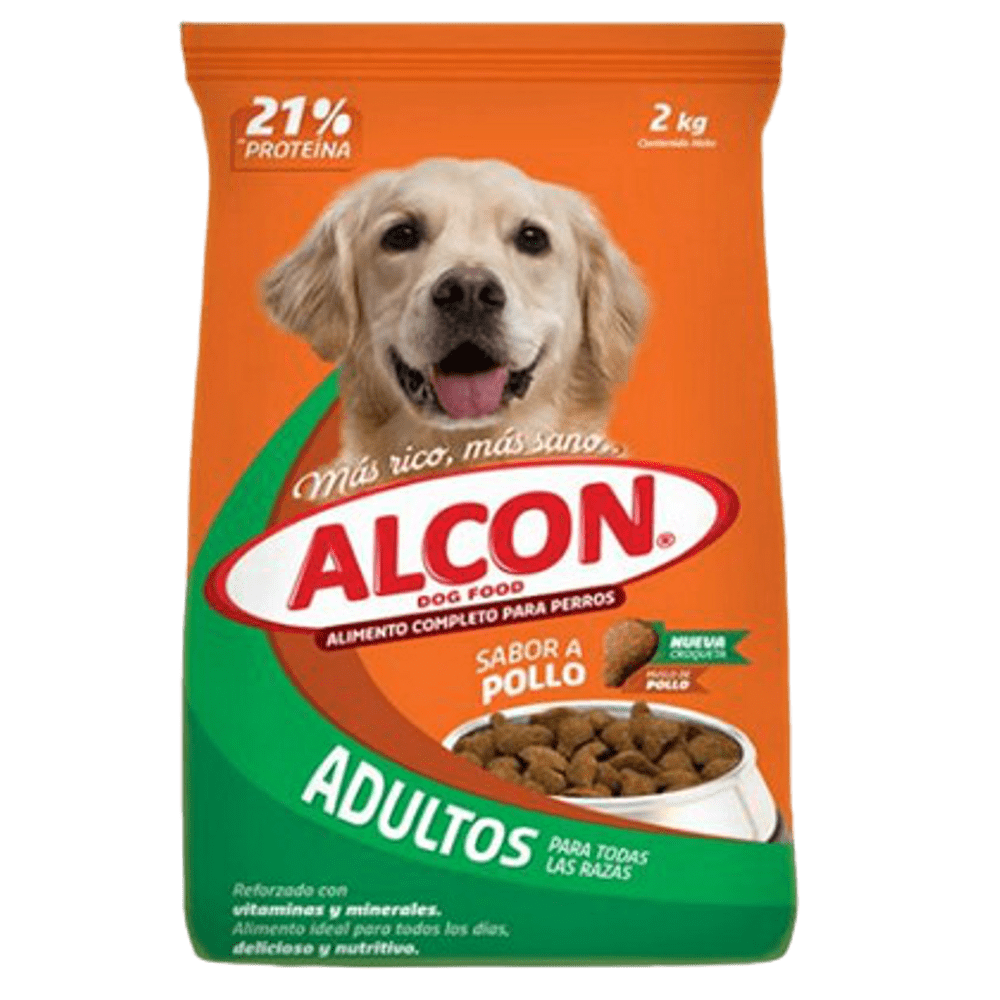 21%
PROTEÍNA
2 kg
Contenido Neto
Más rico, más sano...
ALCON®
DOG FOOD
ALIMENTO COMPLETO PARA PERROS
SABOR A
POLLO
NUEVA
CROQUETA
MUSLO DE
POLLO
ADULTOS
PARA TODAS
LAS RAZAS
Reforzado con
vitaminas y minerales.
Alimento ideal para todos los días,
delicioso y nutritivo.